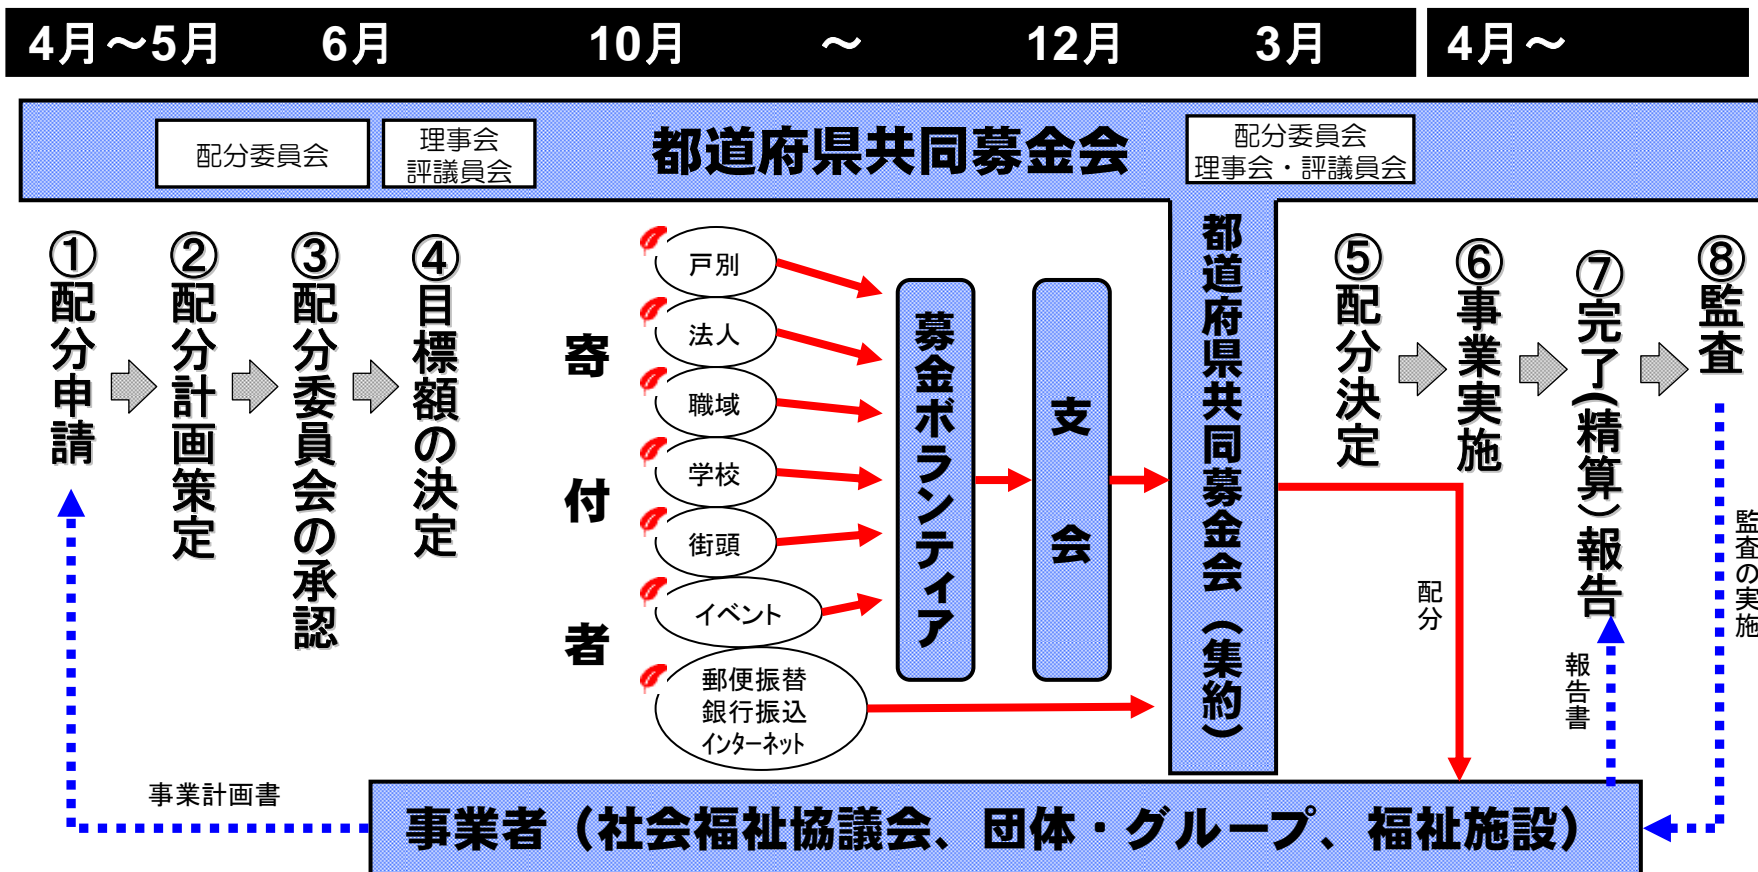 4月～5月 6月 10月 ～ 12月 3月 4月～
配分委員会
理事会
評議員会
都道府県共同募金会
配分委員会
理事会・評議員会
①配分申請
②配分計画策定
③配分委員会の承認
④目標額の決定
寄付者
戸別
法人
職域
学校
街頭
イベント
郵便振替
銀行振込
インターネット
募金ボランティア
支会
都道府県共同募金会（集約）
⑤配分決定
⑥事業実施
⑦完了(精算)報告
⑧監査
配分
報告書
監査の実施
事業計画書
事業者（社会福祉協議会、団体・グループ、福祉施設）